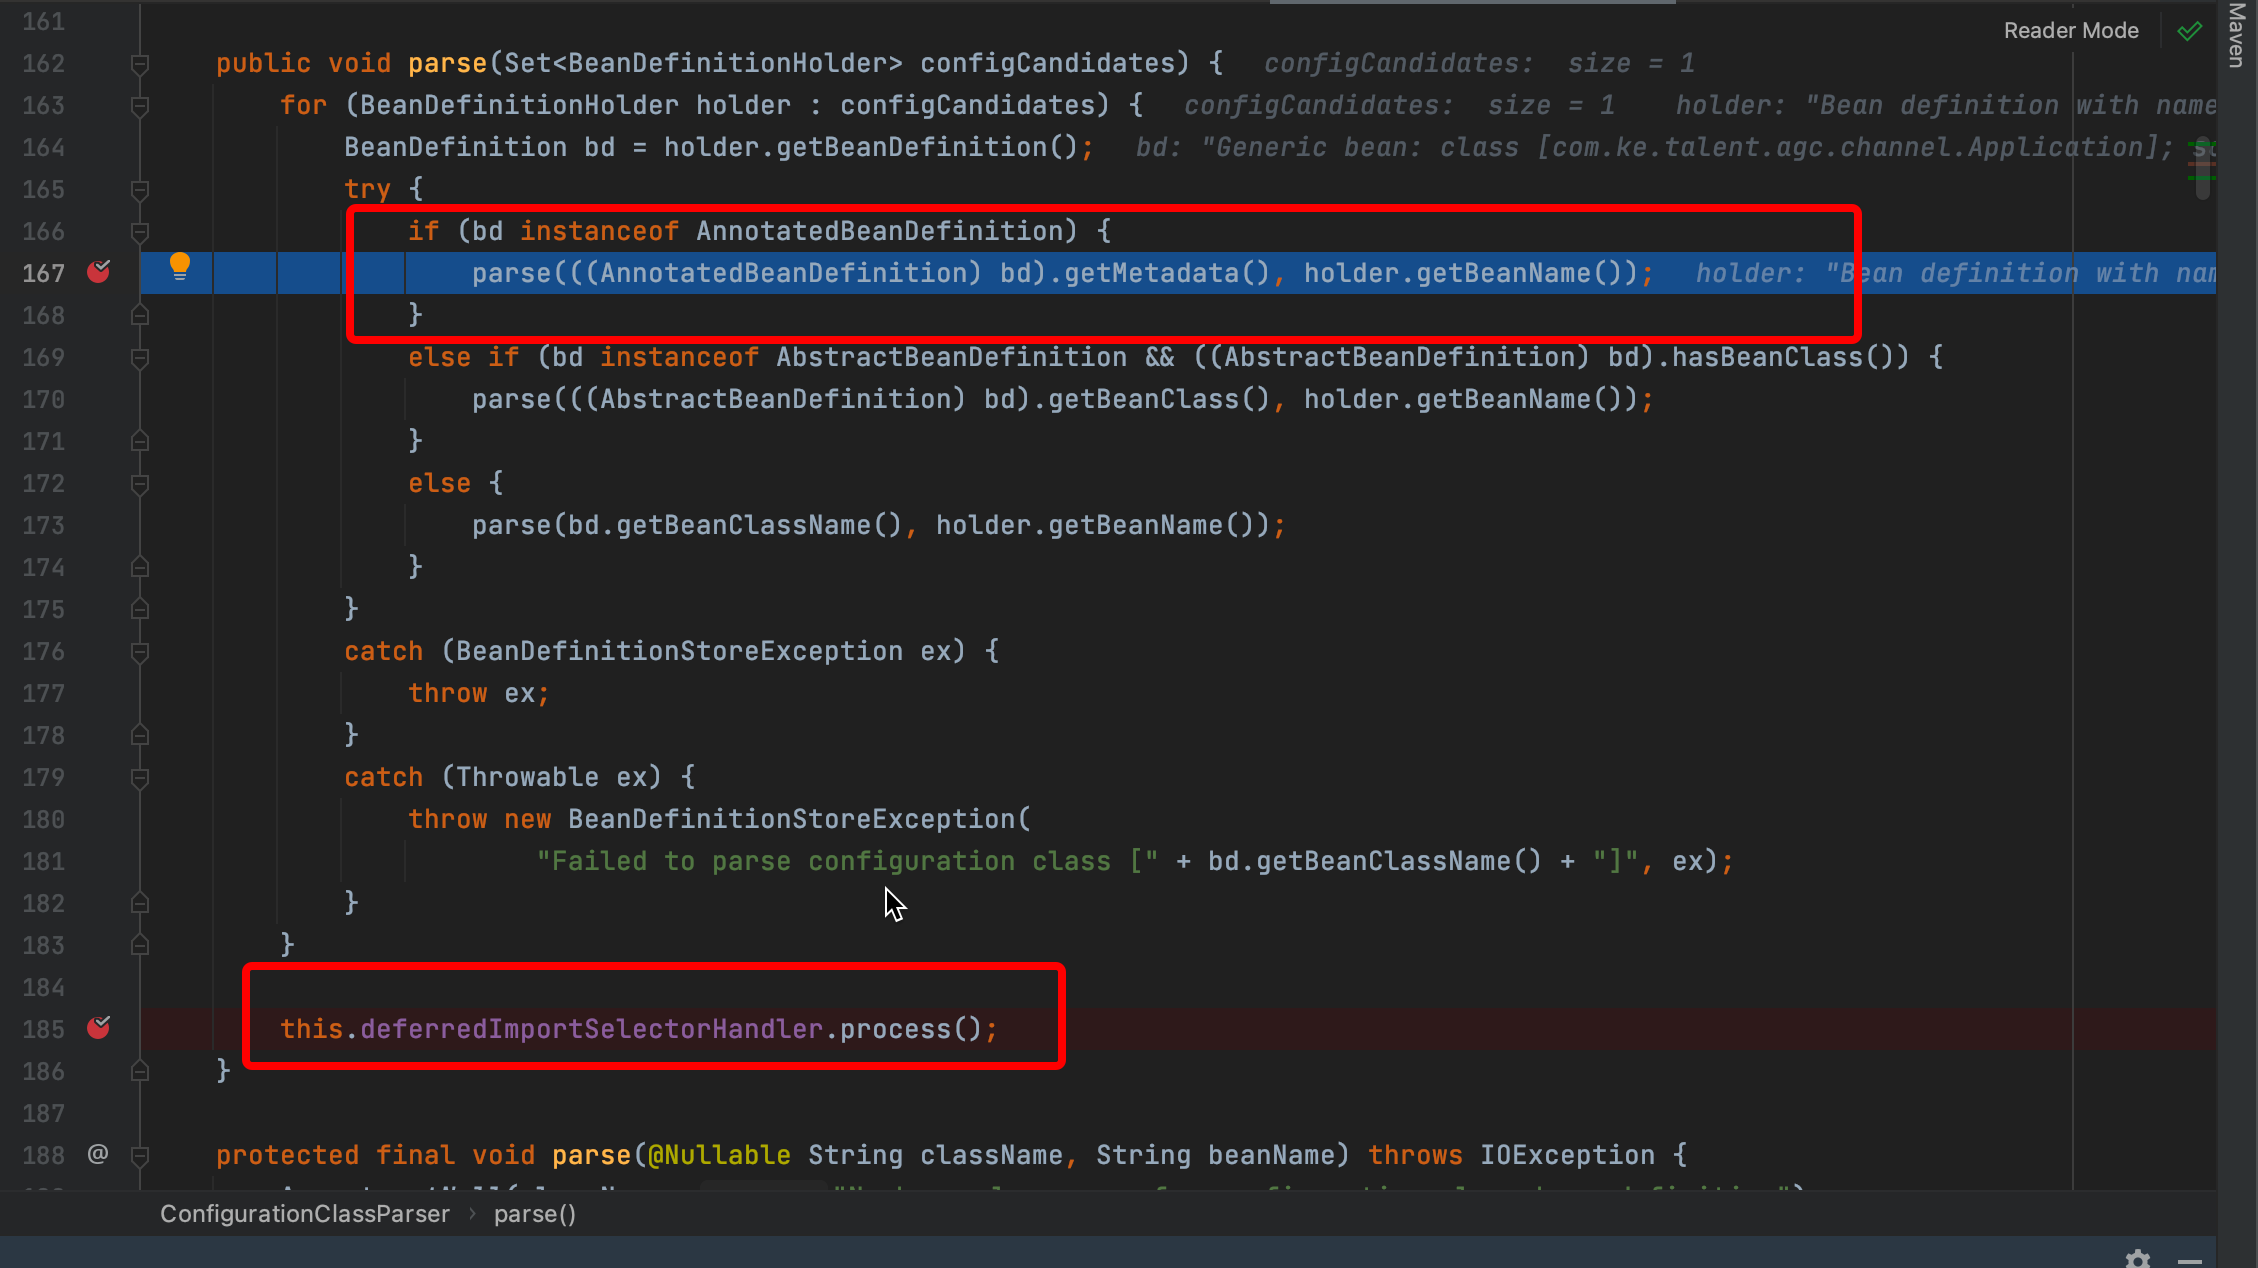 161
Reader Mode
Maven
162 public void parse(Set<BeanDefinitionHolder> configCandidates) { configCandidates: size = 1
163 for (BeanDefinitionHolder holder : configCandidates) { configCandidates: size = 1 holder: "Bean definition with name
164 BeanDefinition bd = holder.getBeanDefinition(); bd: "Generic bean: class [com.ke.talent.agc.channel.Application]; sc
165 try {
166 if (bd instanceof AnnotatedBeanDefinition) {
167 parse(((AnnotatedBeanDefinition) bd).getMetadata(), holder.getBeanName()); holder: "Bean definition with nam
168 }
169 else if (bd instanceof AbstractBeanDefinition && ((AbstractBeanDefinition) bd).hasBeanClass()) {
170 parse(((AbstractBeanDefinition) bd).getBeanClass(), holder.getBeanName());
171 }
172 else {
173 parse(bd.getBeanClassName(), holder.getBeanName());
174 }
175 }
176 catch (BeanDefinitionStoreException ex) {
177 throw ex;
178 }
179 catch (Throwable ex) {
180 throw new BeanDefinitionStoreException(
181 "Failed to parse configuration class [" + bd.getBeanClassName() + "]", ex);
182 }
183 }
184
185 this.deferredImportSelectorHandler.process();
186 }
187
188 @ protected final void parse(@Nullable String className, String beanName) throws IOException {
ConfigurationClassParser › parse()